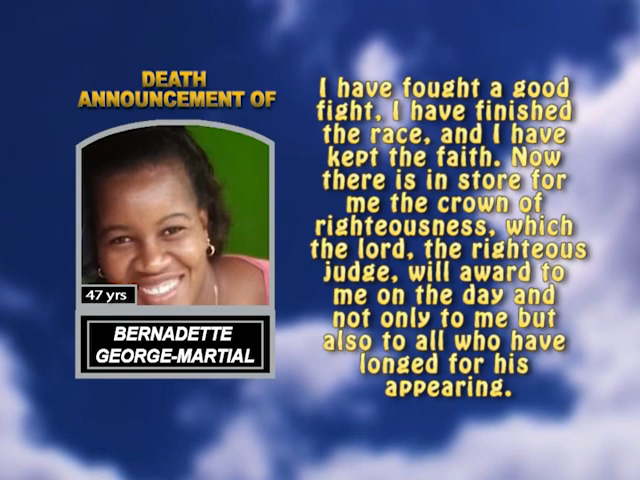 DEATH
ANNOUNCEMENT OF
47 yrs
BERNADETTE
GEORGE-MARTIAL
I have fought a good
fight, I have finished
the race, and I have
kept the faith. Now
there is in store for
me the crown of
righteousness, which
the lord, the righteous
judge, will award to
me on the day and
not only to me but
also to all who have
longed for his
appearing.